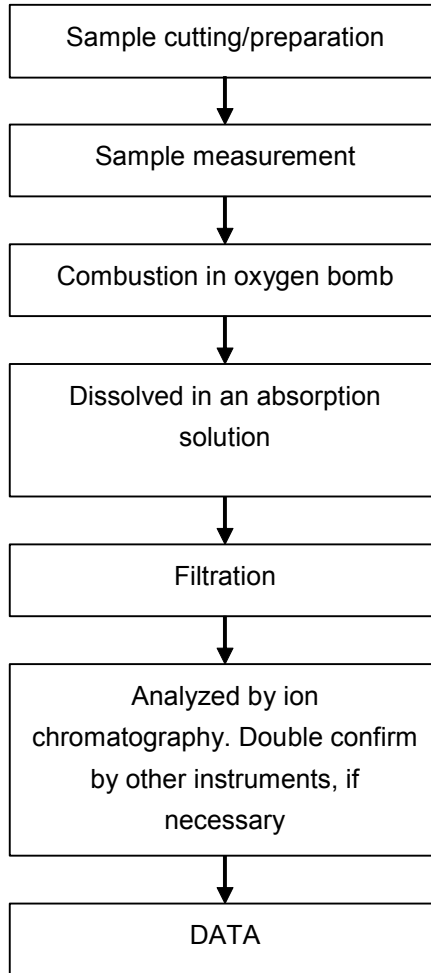 Sample cutting/preparation
Sample measurement
Combustion in oxygen bomb
Dissolved in an absorption
solution
Filtration
Analyzed by ion
chromatography. Double confirm
by other instruments, if
necessary
DATA